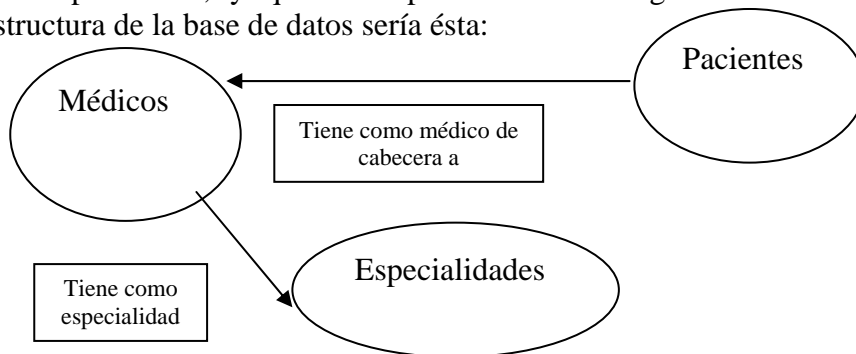 structura de la base de datos sería ésta:
Pacientes
Médicos
Tiene como médico de
cabecera a
Especialidades
Tiene como
especialidad